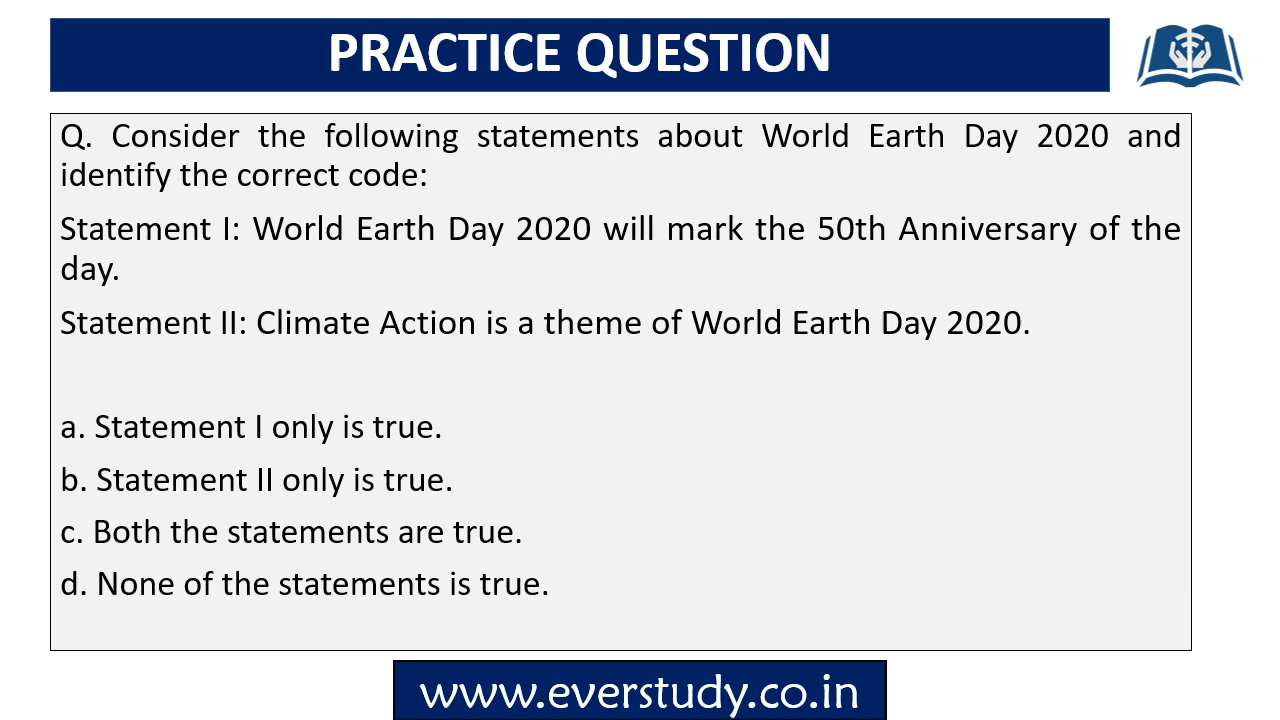 PRACTICE QUESTION
Q. Consider the following statements about World Earth Day 2020 and
identify the correct code:
Statement I: World Earth Day 2020 will mark the 50th Anniversary of the
day.
Statement II: Climate Action is a theme of World Earth Day 2020.
a. Statement I only is true.
b. Statement II only is true.
c. Both the statements are true.
d. None of the statements is true.
www.everstudy.co.in